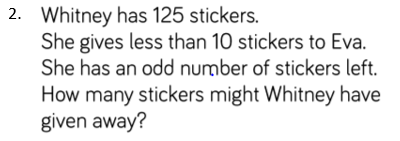 2. Whitney has 125 stickers.
She gives less than 10 stickers to Eva.
She has an odd number of stickers left.
How many stickers might Whitney have
given away?